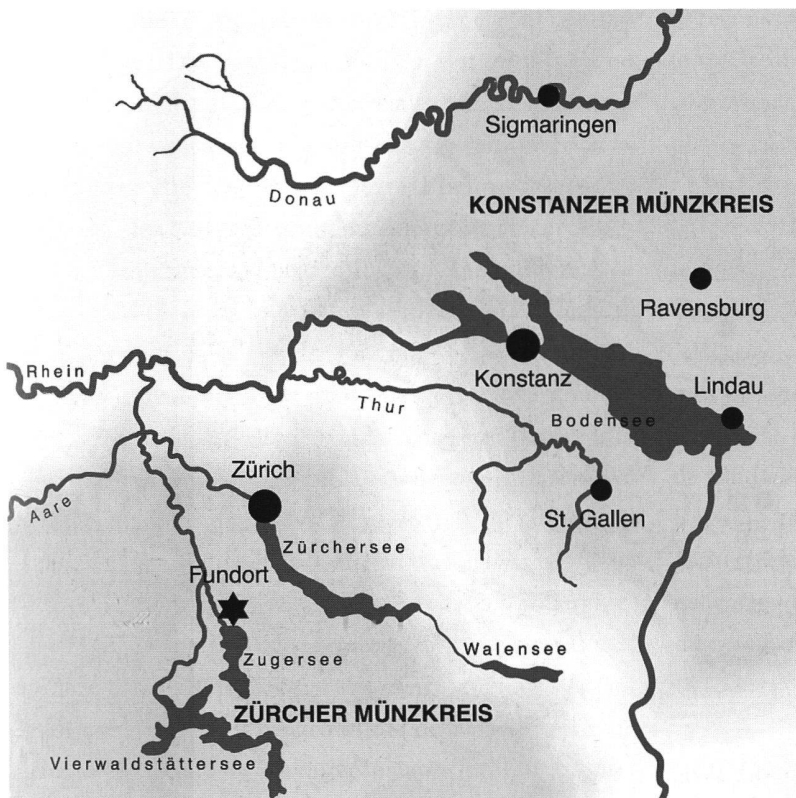 Sigmaringen
Donau
KONSTANZER MÜNZKREIS
Ravensburg
Rhein
Konstanz
Lindau
Thur
Bodensee
Zürich
Aare
St. Gallen
Zürchersee
Fundort
Walensee
Zugersee
ZÜRCHER MÜNZKREIS
Vierwaldstättersee